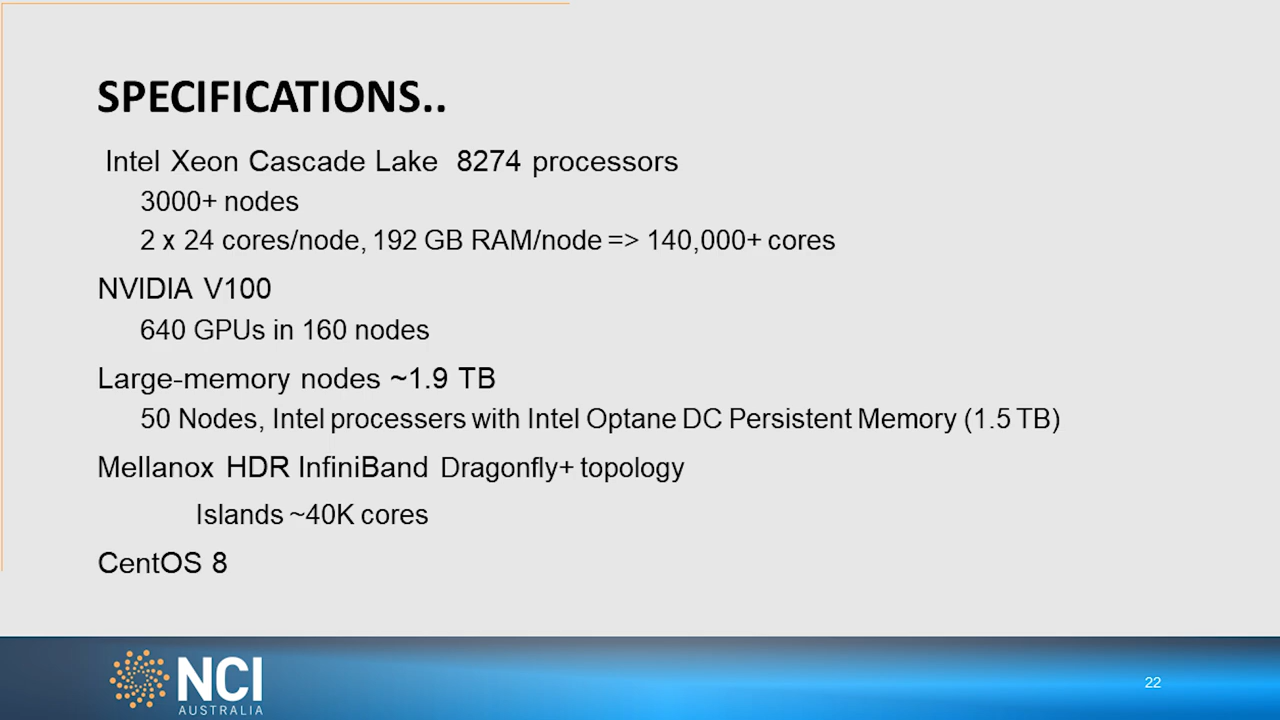 SPECIFICATIONS..
Intel Xeon Cascade Lake 8274 processors
3000+ nodes
2 x 24 cores/node, 192 GB RAM/node => 140,000+ cores
NVIDIA V100
640 GPUs in 160 nodes
Large-memory nodes ~1.9 TB
50 Nodes, Intel processers with Intel Optane DC Persistent Memory (1.5 TB)
Mellanox HDR InfiniBand Dragonfly+ topology
Islands ~40K cores
CentOS 8
NCI
AUSTRALIA
22